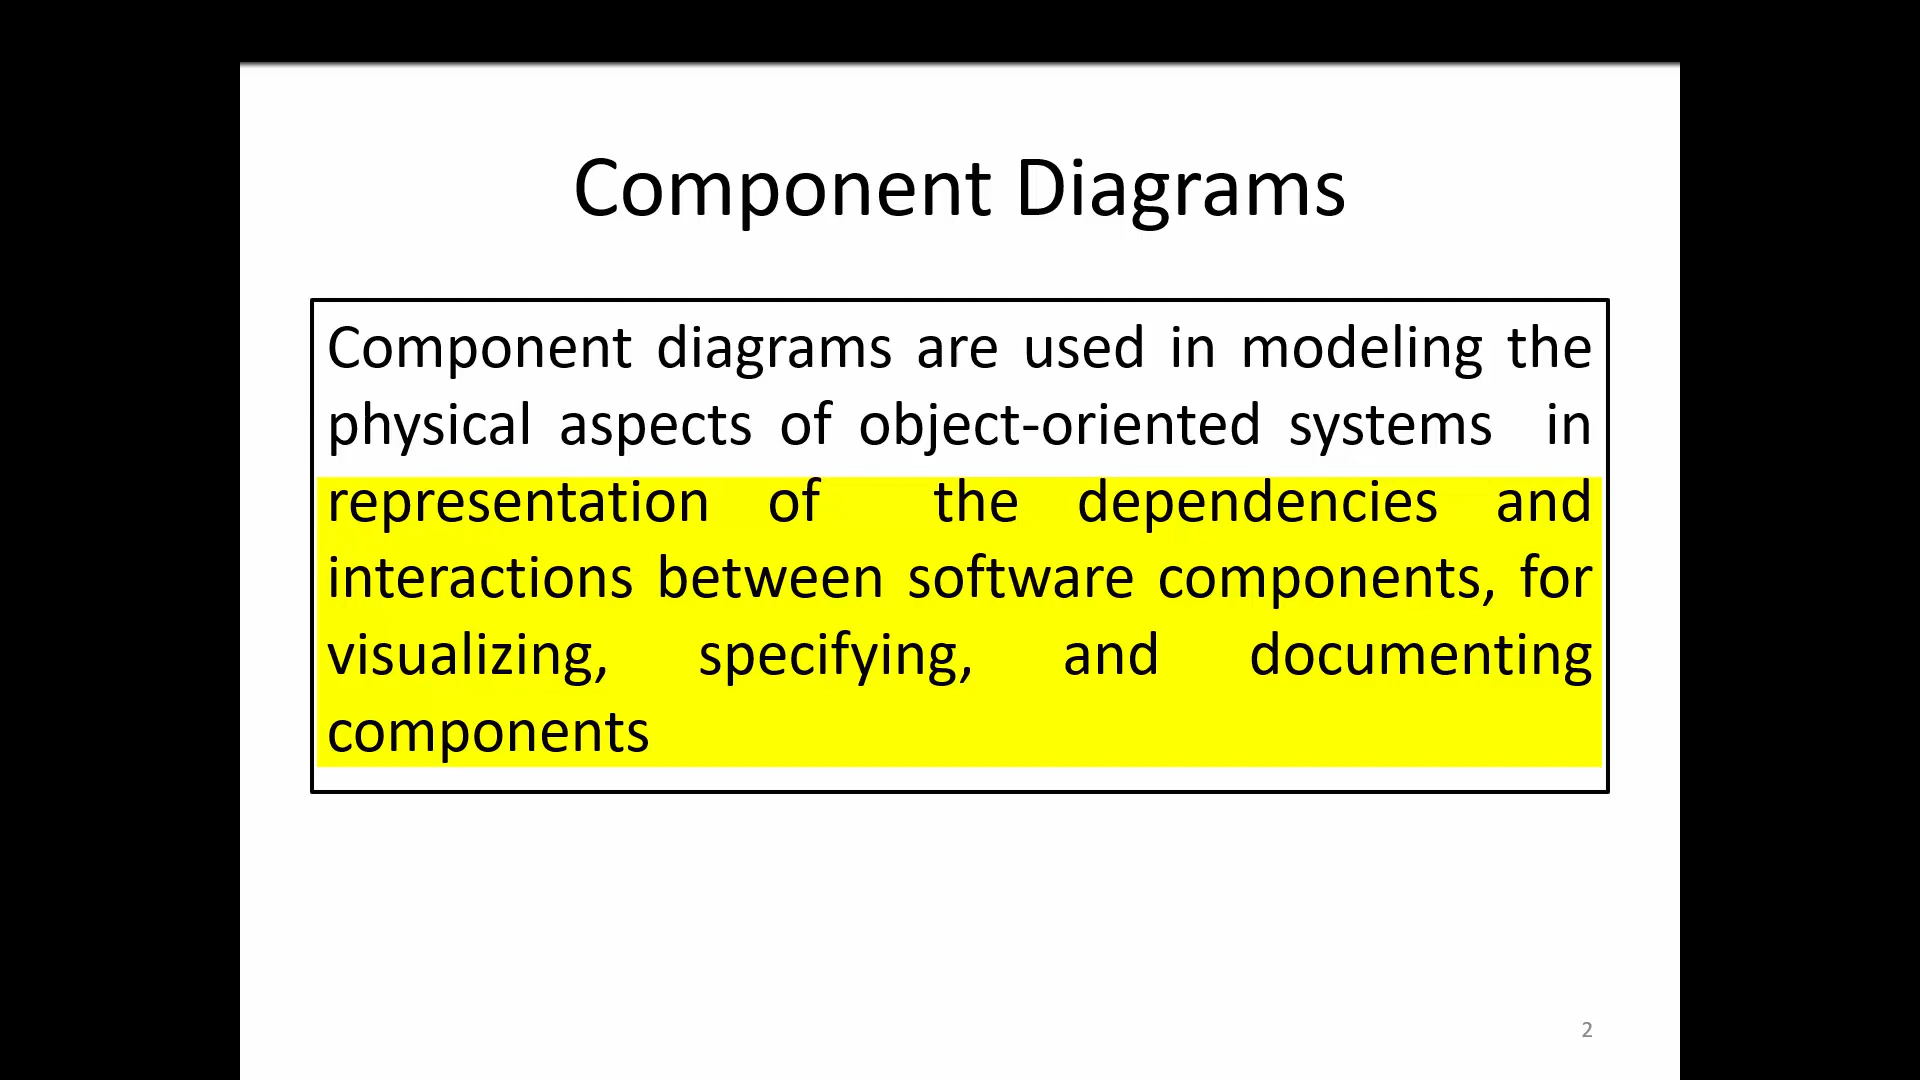 Component Diagrams
Component diagrams are used in modeling the
physical aspects of object-oriented systems in
representation of the dependencies and
interactions between software components, for
visualizing, specifying, and documenting
components
2